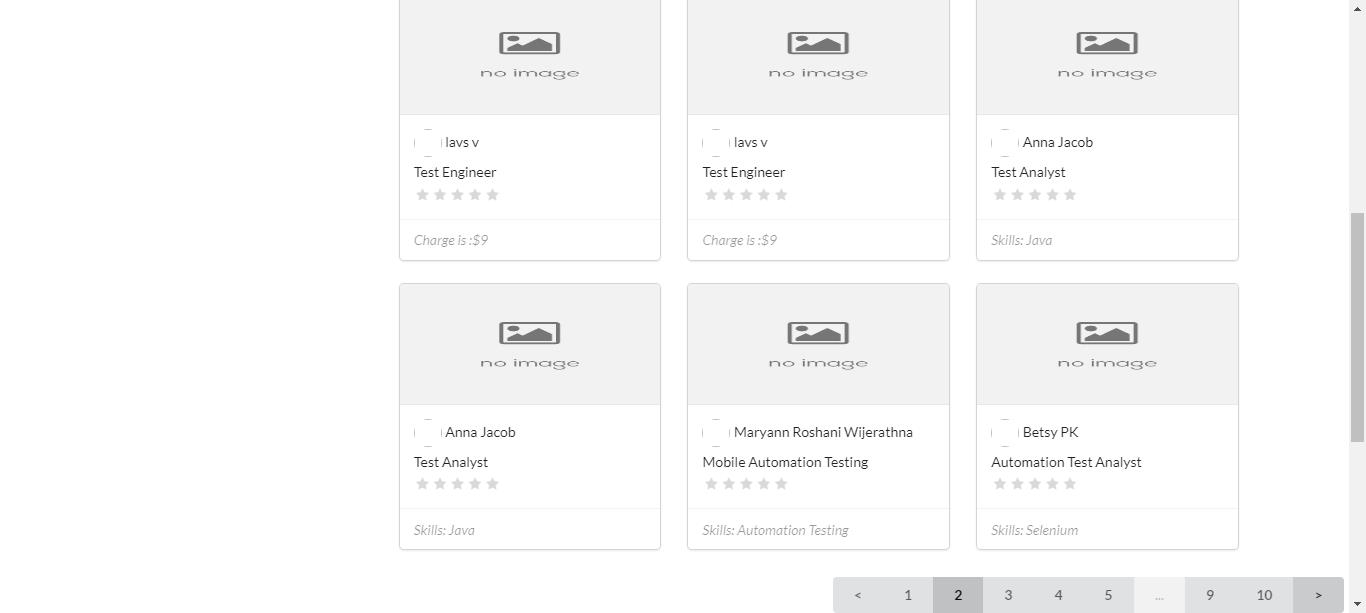 no image
no image
no image
lavs v
lavs v
Anna Jacob
Test Engineer
Test Engineer
Test Analyst
Charge is :$9
Charge is :$9
Skills: Java
no image
no image
no image
Anna Jacob
Maryann Roshani Wijerathna
Betsy PK
Test Analyst
Mobile Automation Testing
Automation Test Analyst
Skills: Java
Skills: Automation Testing
Skills: Selenium
< 1 2 3 4 5 ... 9 10 >